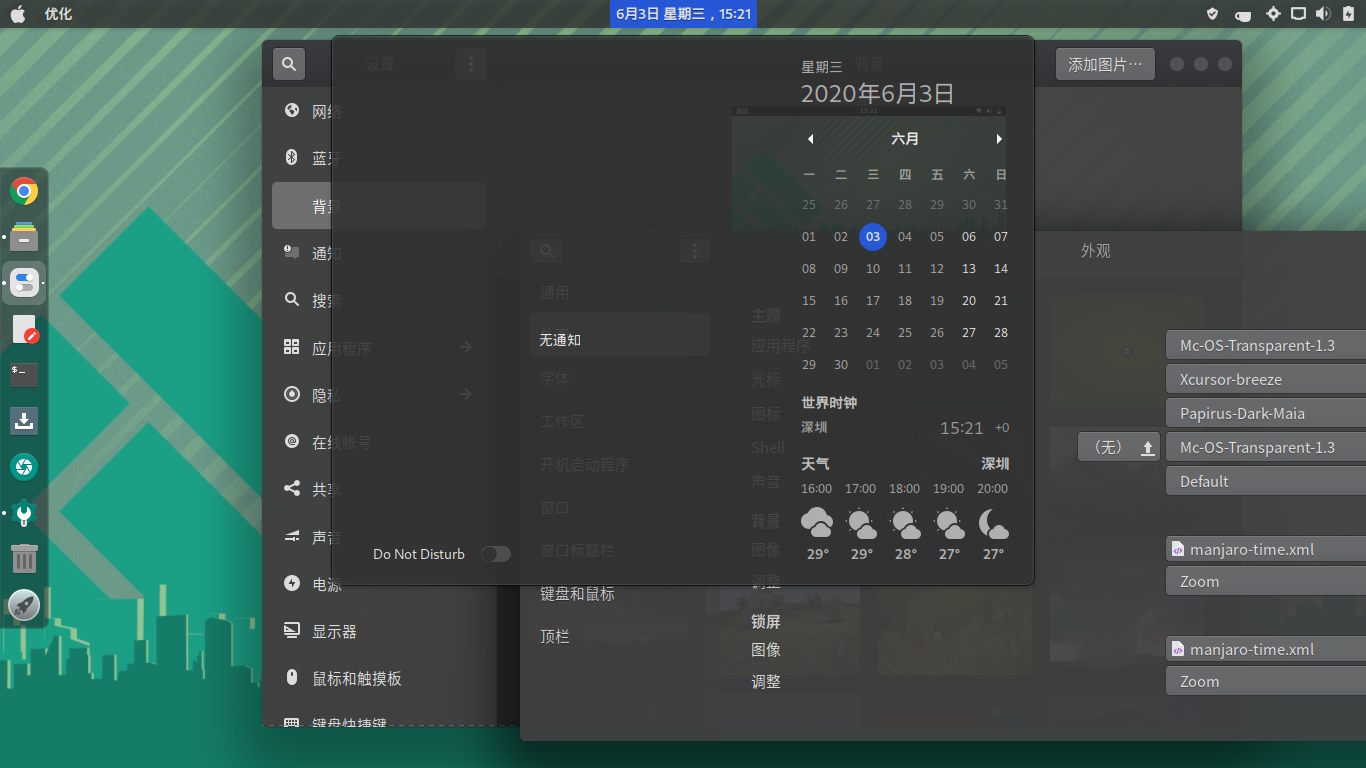 优化
6月3日 星期三，15:21
设置
背景
添加图片…
网络
蓝牙
背景
通知
搜索
应用程序
隐私
在线帐号
共享
声音
电源
显示器
鼠标和触摸板
键盘快捷键
无通知
Do Not Disturb
星期三
2020年6月3日
六月
一 二 三 四 五 六 日
25 26 27 28 29 30 31
01 02 03 04 05 06 07
08 09 10 11 12 13 14
15 16 17 18 19 20 21
22 23 24 25 26 27 28
29 30 01 02 03 04 05
世界时钟
深圳 15:21 +0
天气 深圳
16:00 17:00 18:00 19:00 20:00
29° 29° 28° 27° 27°
外观
通用
字体
工作区
开机启动程序
窗口
窗口标题栏
键盘和鼠标
顶栏
主题
应用程序 Mc-OS-Transparent-1.3
光标 Xcursor-breeze
图标 Papirus-Dark-Maia
Shell （无） Mc-OS-Transparent-1.3
声音 Default
背景
图像 manjaro-time.xml
调整 Zoom
锁屏
图像 manjaro-time.xml
调整 Zoom